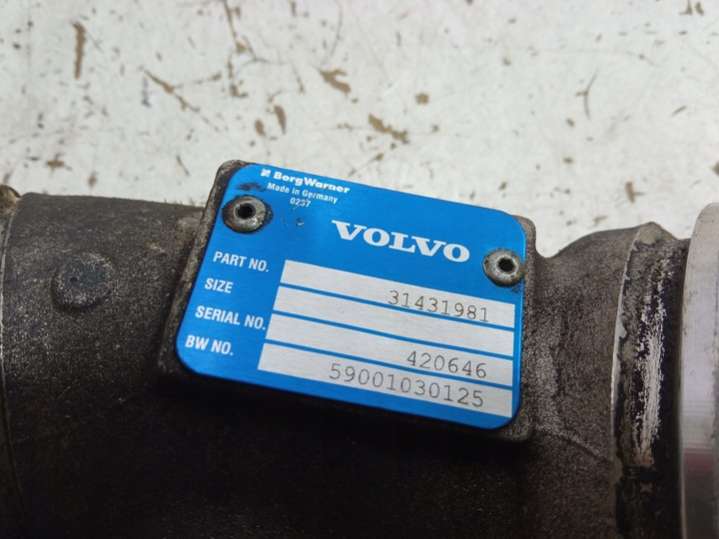 BorgWarner
Made in Germany
0237
VOLVO
PART NO. 31431981
SIZE
SERIAL NO. 420646
BW NO. 59001030125